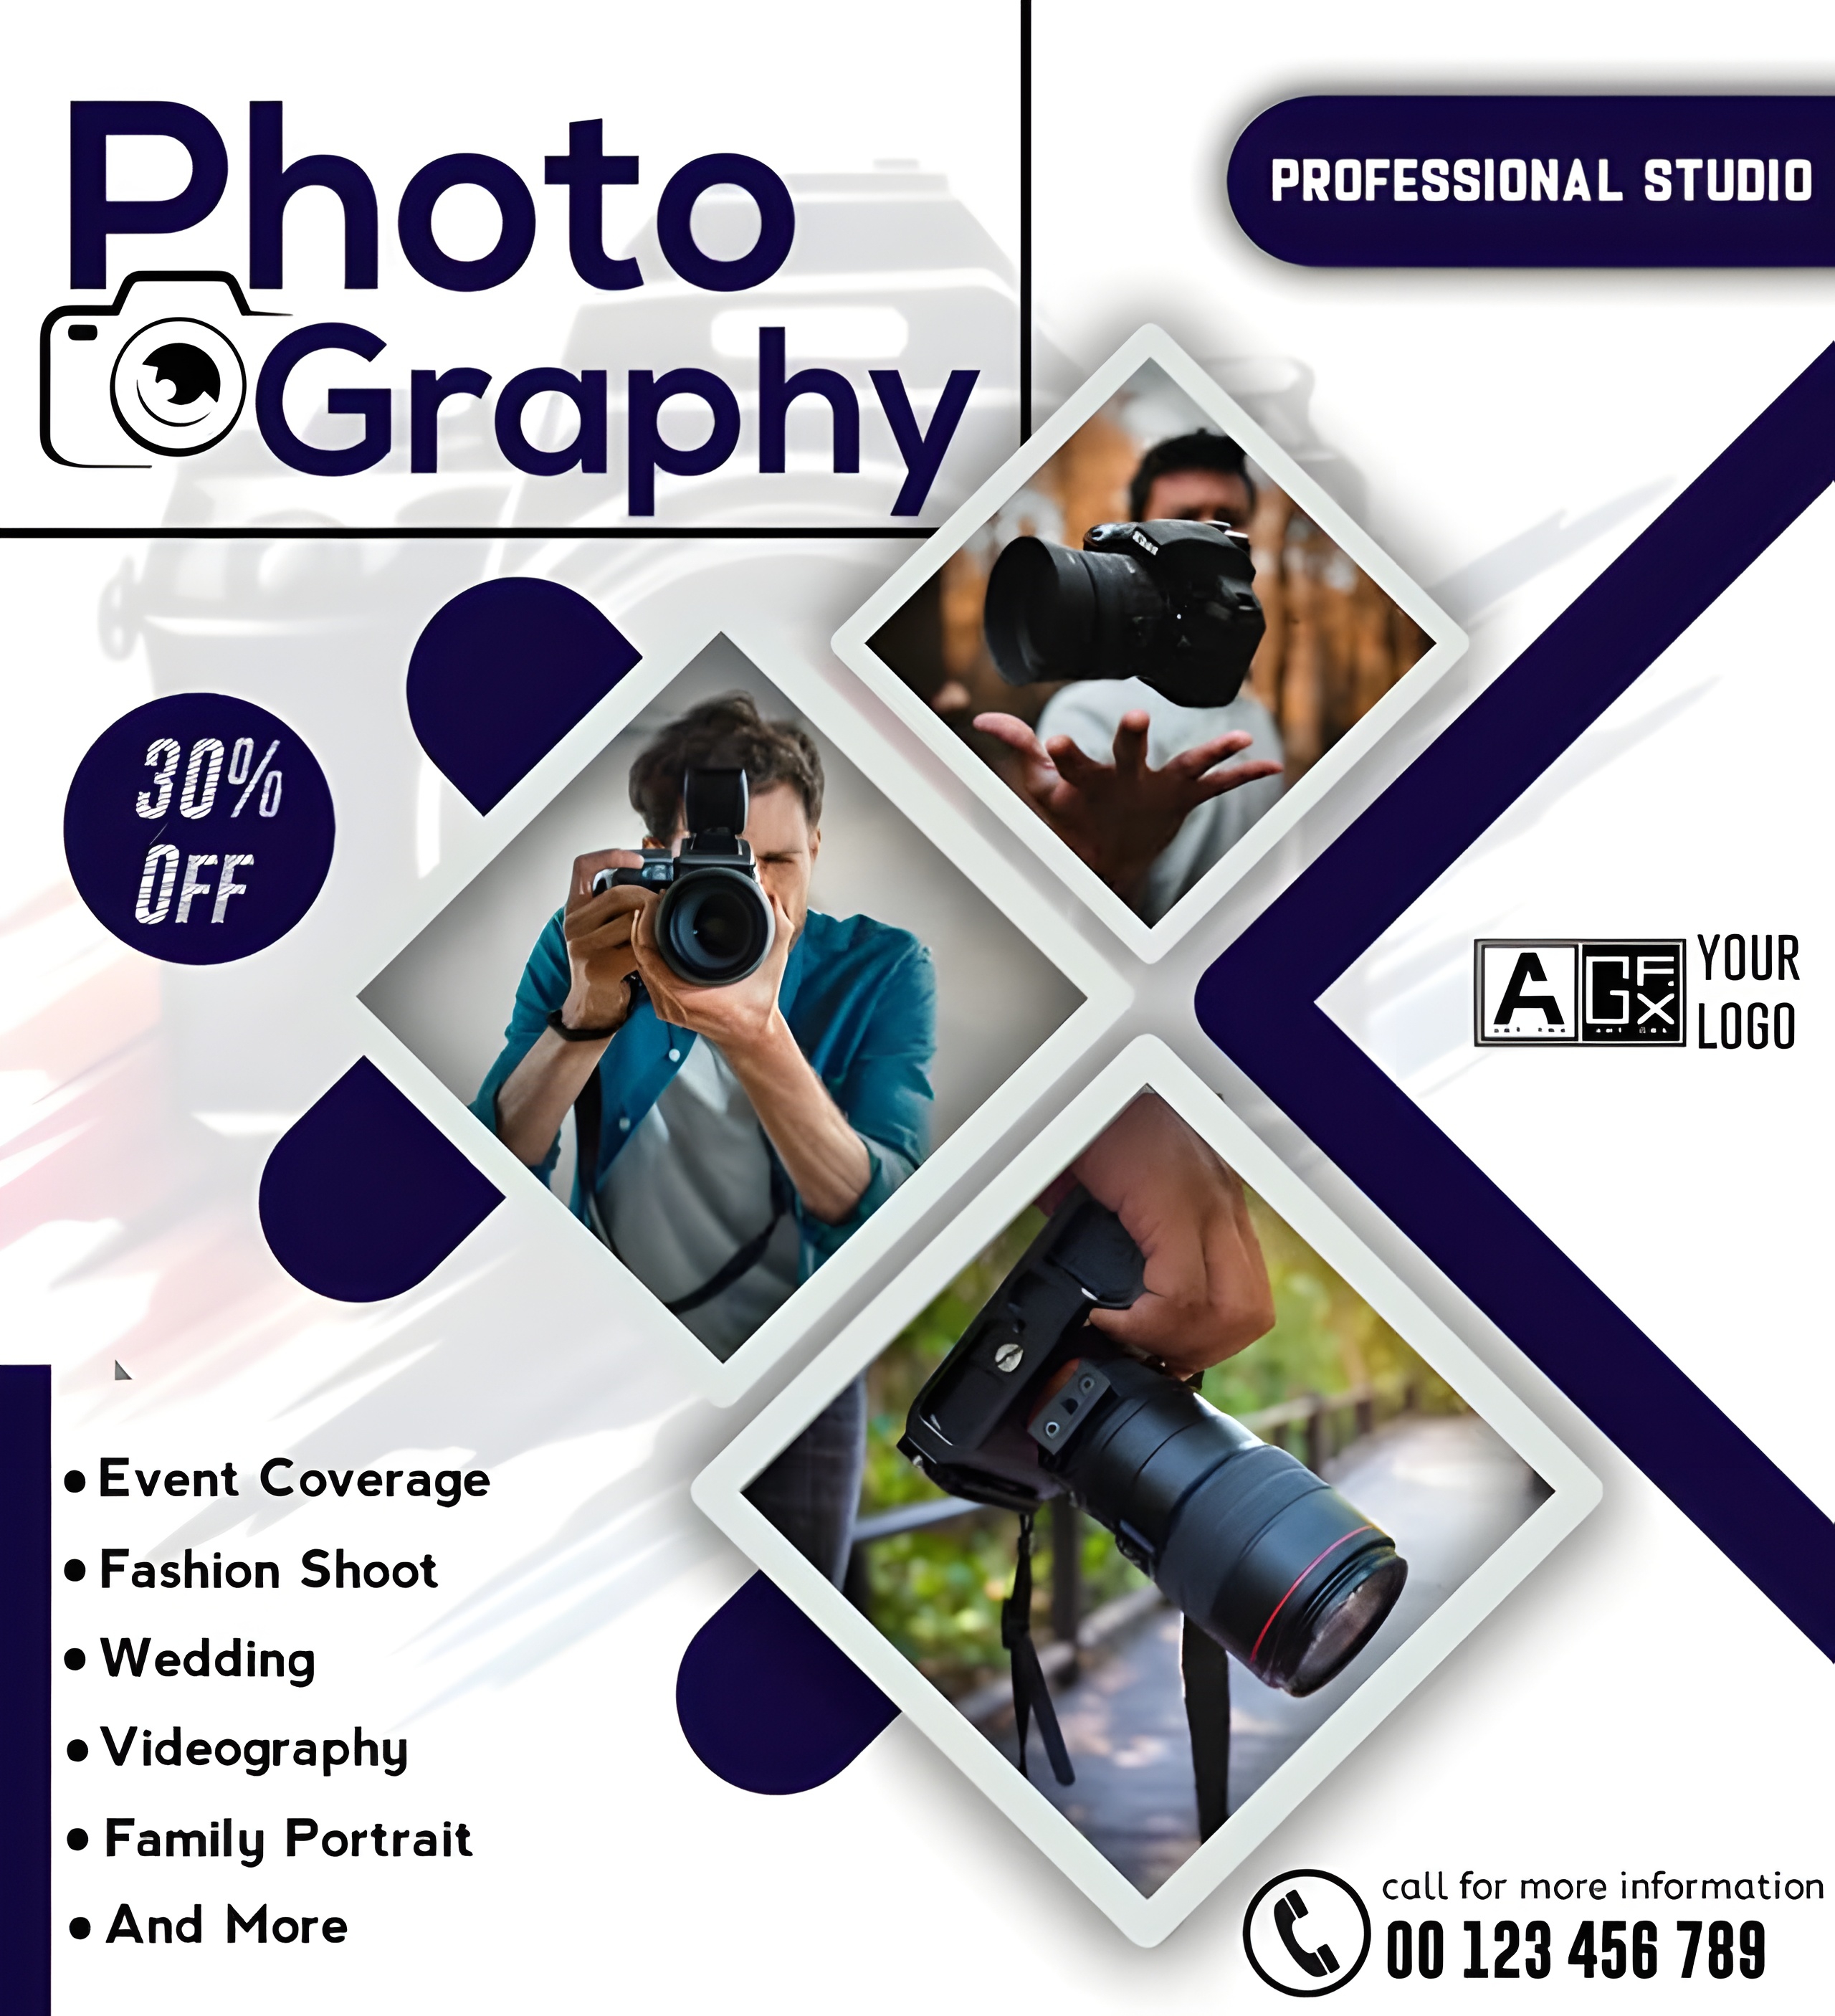 Photo
Graphy
PROFESSIONAL STUDIO
30%
OFF
A GFX
YOUR
LOGO
Event Coverage
Fashion Shoot
Wedding
Videography
Family Portrait
And More
call for more information
00 123 456 789